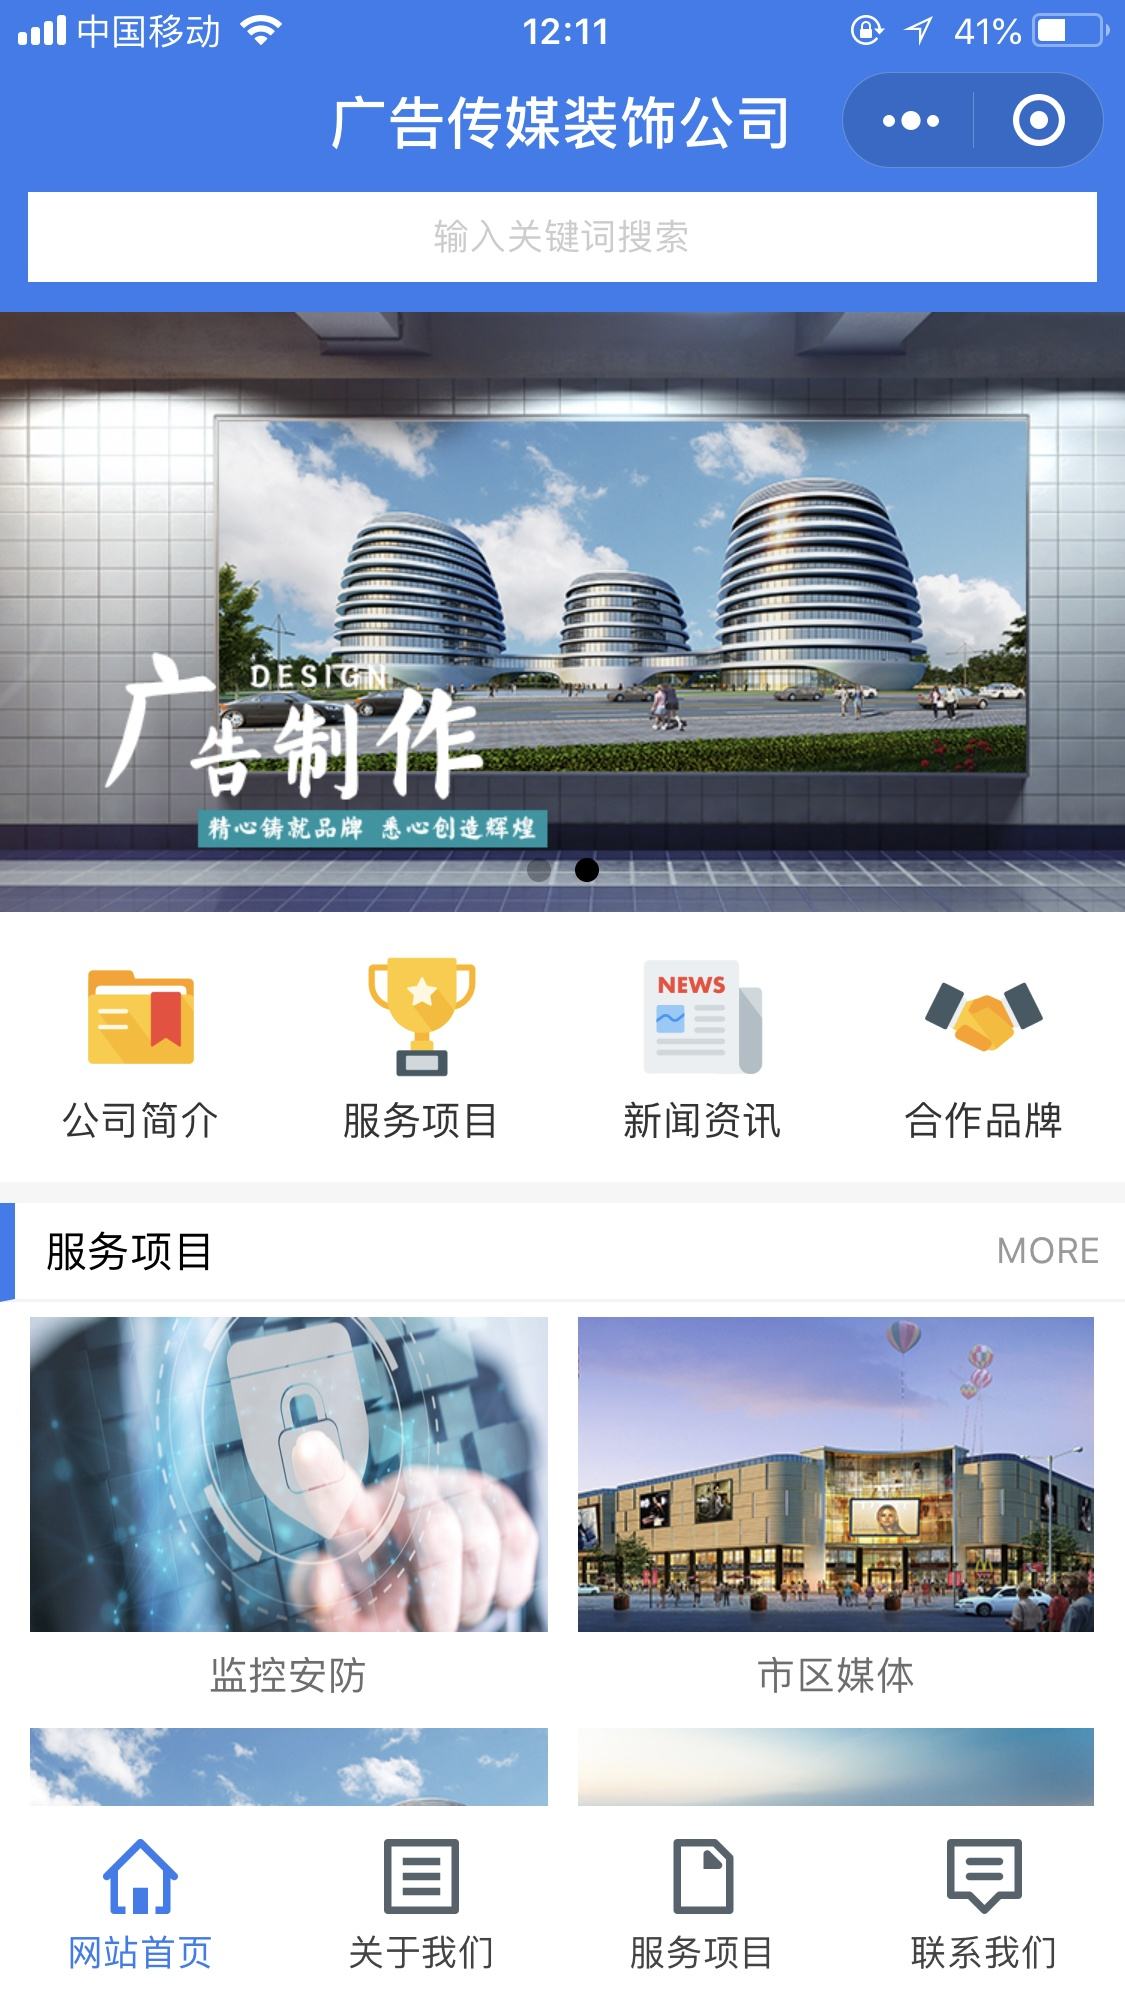 中国移动 12:11 41%
广告传媒装饰公司
输入关键词搜索
DESIGN
广告制作
精心铸就品牌 悉心创造辉煌
NEWS
公司简介 服务项目 新闻资讯 合作品牌
服务项目 MORE
监控安防 市区媒体
网站首页 关于我们 服务项目 联系我们